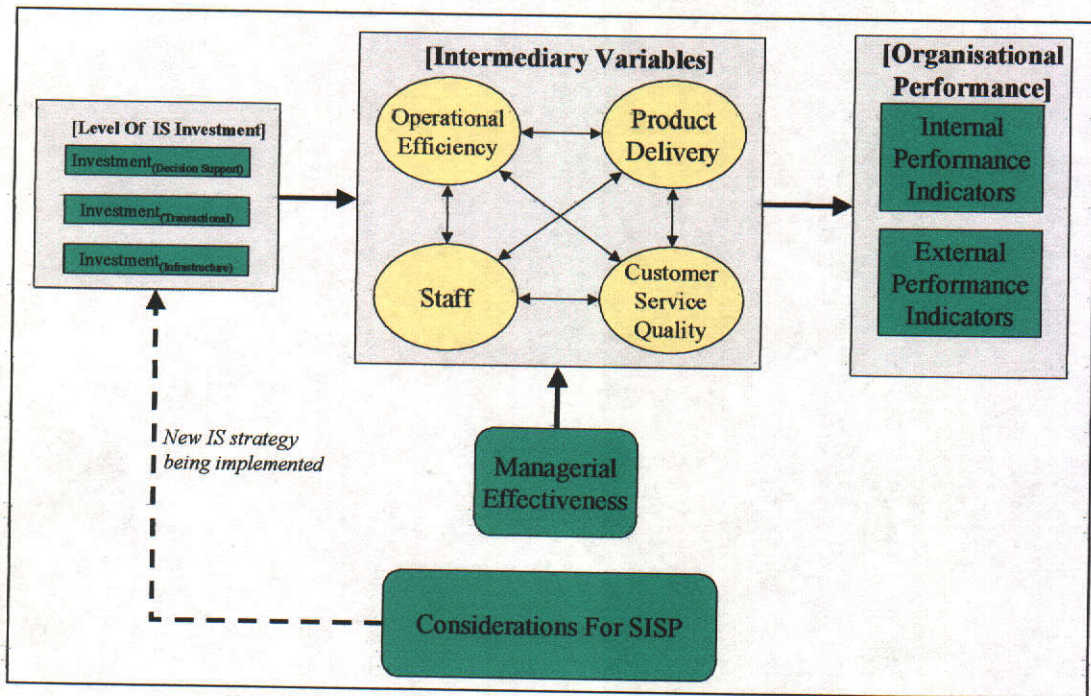 [Level Of IS Investment]
Investment(Decision Support)
Investment(Transactional)
Investment(Infrastructure)
[Intermediary Variables]
Operational
Efficiency
Product
Delivery
Staff
Customer
Service
Quality
[Organisational
Performance]
Internal
Performance
Indicators
External
Performance
Indicators
New IS strategy
being implemented
Managerial
Effectiveness
Considerations For SISP